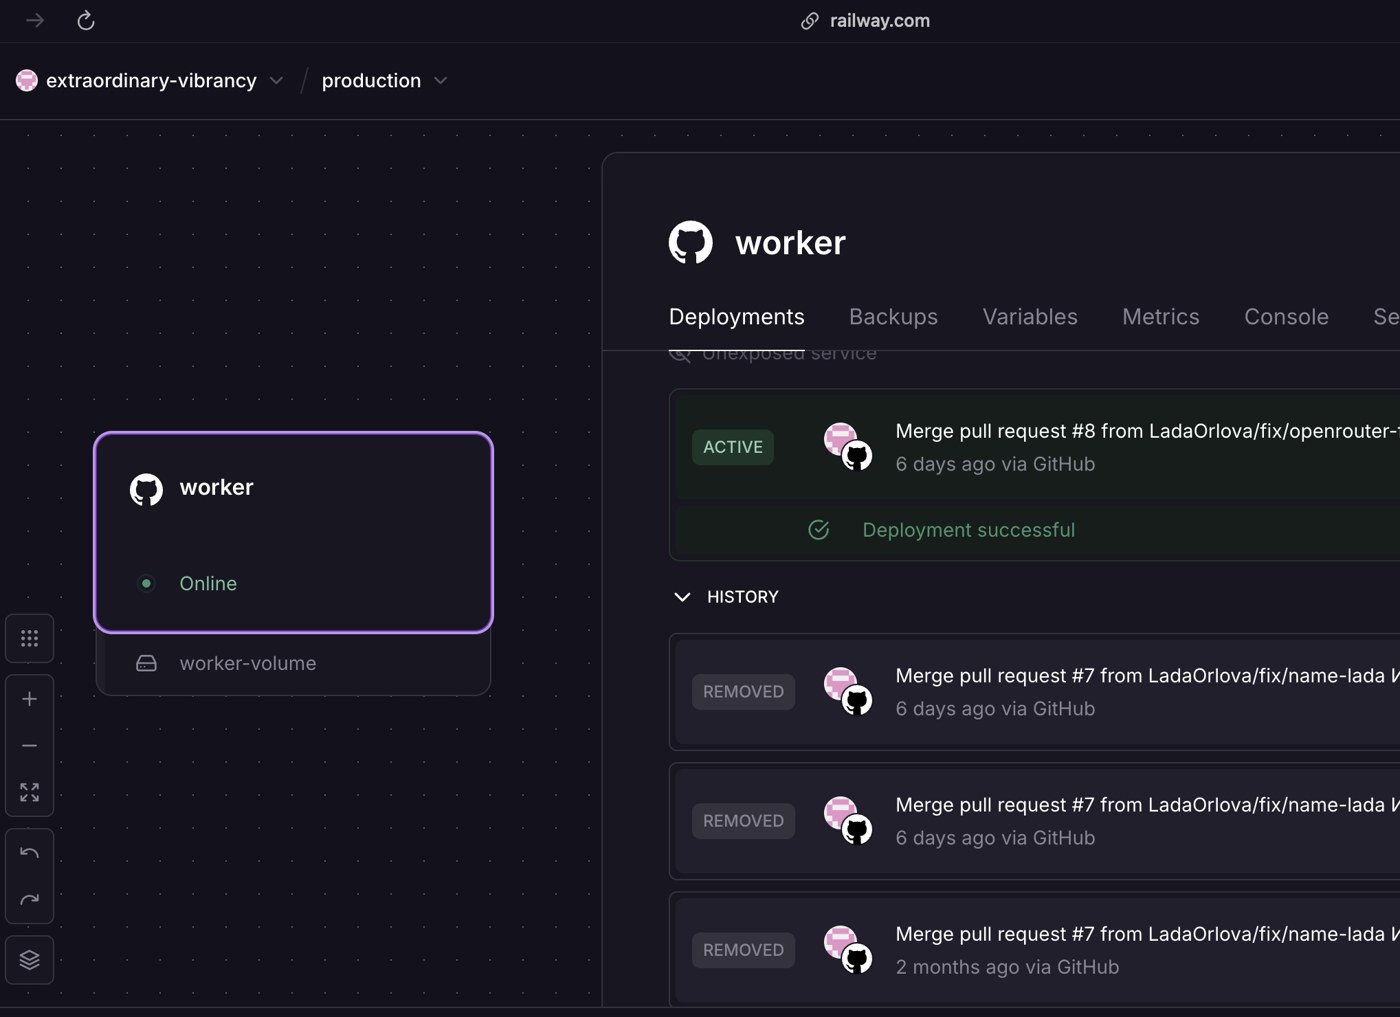 railway.com
extraordinary-vibrancy / production
worker
Deployments Backups Variables Metrics Console Se
Unexposed service
ACTIVE
Merge pull request #8 from LadaOrlova/fix/openrouter-
6 days ago via GitHub
Deployment successful
HISTORY
REMOVED
Merge pull request #7 from LadaOrlova/fix/name-lada И
6 days ago via GitHub
REMOVED
Merge pull request #7 from LadaOrlova/fix/name-lada И
6 days ago via GitHub
REMOVED
Merge pull request #7 from LadaOrlova/fix/name-lada И
2 months ago via GitHub
worker
Online
worker-volume